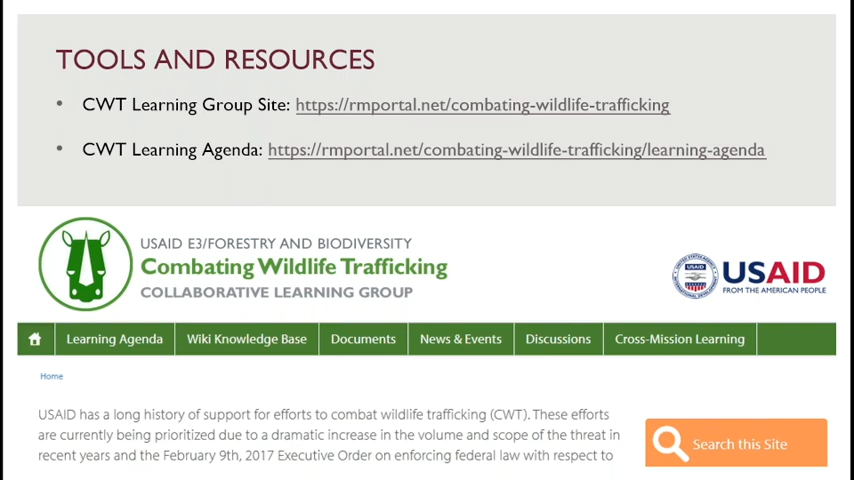 TOOLS AND RESOURCES
• CWT Learning Group Site: https://rmportal.net/combating-wildlife-trafficking
• CWT Learning Agenda: https://rmportal.net/combating-wildlife-trafficking/learning-agenda
USAID E3/FORESTRY AND BIODIVERSITY
Combating Wildlife Trafficking
COLLABORATIVE LEARNING GROUP
USAID
USAID
FROM THE AMERICAN PEOPLE
Learning Agenda Wiki Knowledge Base Documents News & Events Discussions Cross-Mission Learning
Home
USAID has a long history of support for efforts to combat wildlife trafficking (CWT). These efforts
are currently being prioritized due to a dramatic increase in the volume and scope of the threat in
recent years and the February 9th, 2017 Executive Order on enforcing federal law with respect to
Search this Site